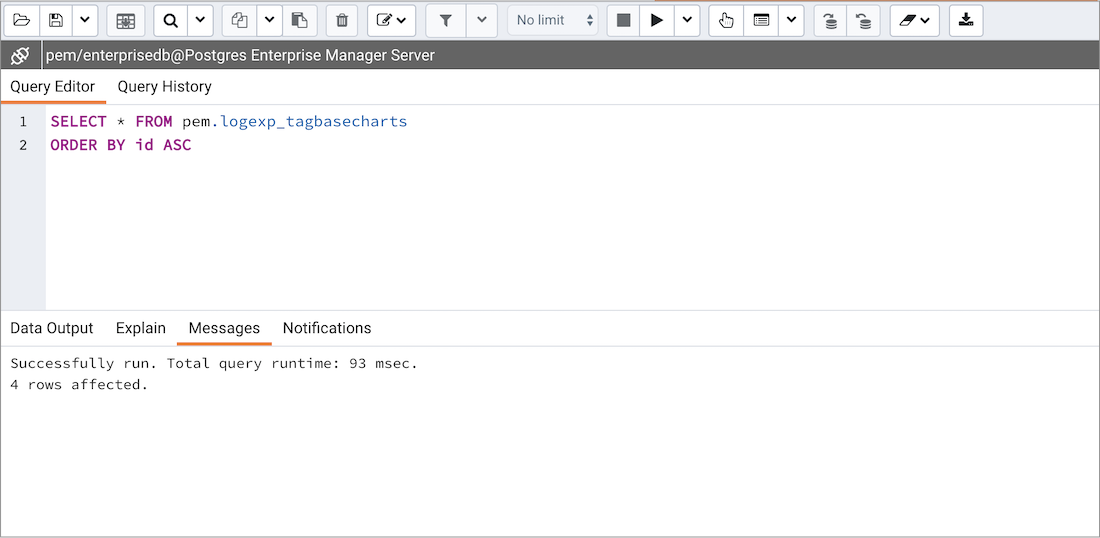 No limit
pem/enterprisedb@Postgres Enterprise Manager Server
Query Editor Query History
1 SELECT * FROM pem.logexp_tagbasecharts
2 ORDER BY id ASC
Data Output Explain Messages Notifications
Successfully run. Total query runtime: 93 msec.
4 rows affected.